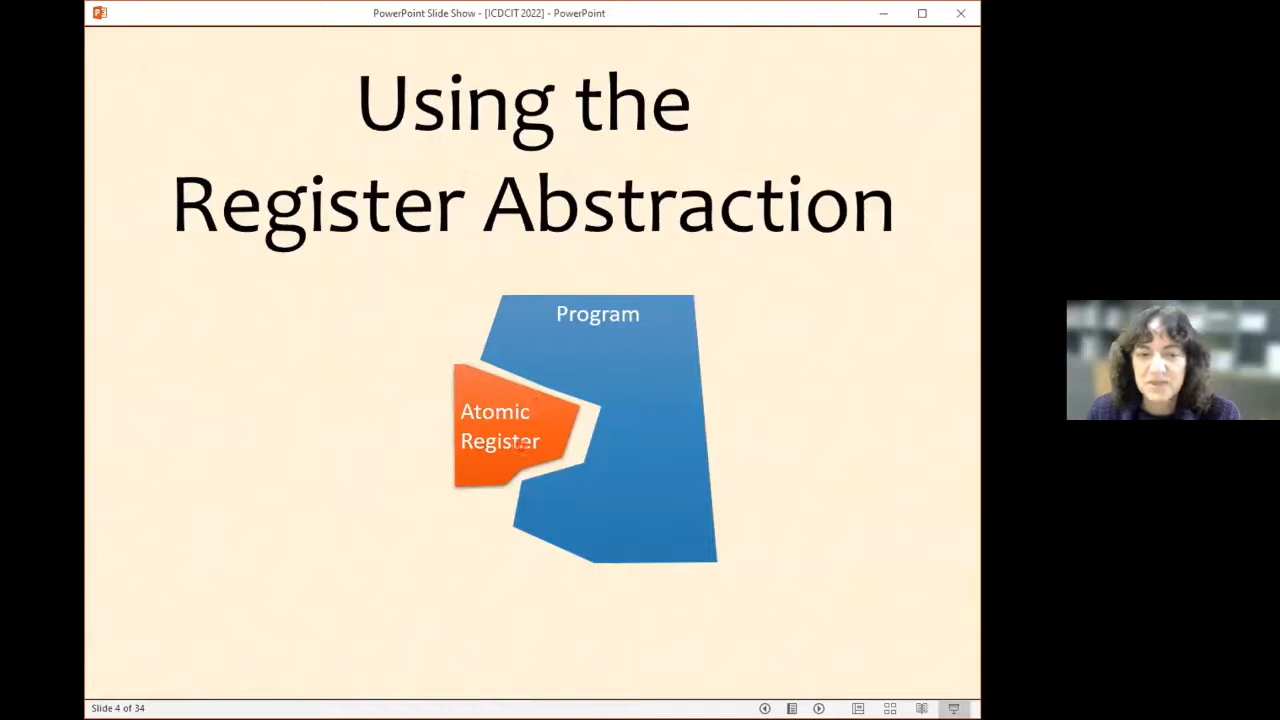 PowerPoint Slide Show - [ICDCIT 2022] - PowerPoint
Using the
Register Abstraction
Program
Atomic
Register
Slide 4 of 34